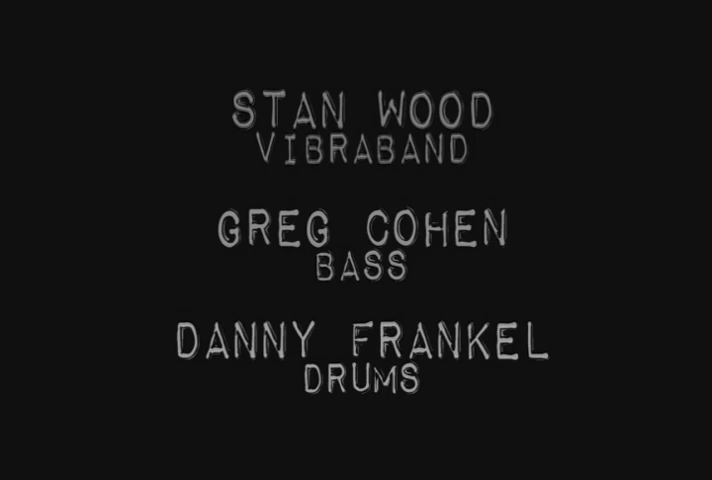 STAN WOOD
VIBRABAND
GREG COHEN
BASS
DANNY FRANKEL
DRUMS